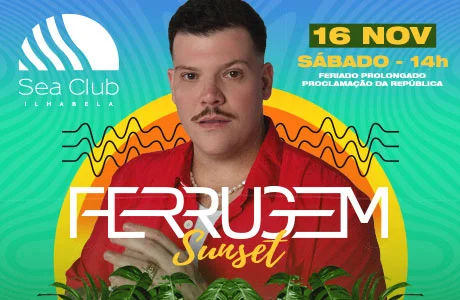 Sea Club
ILHABELA
16 NOV
SÁBADO - 14h
FERIADO PROLONGADO
PROCLAMAÇÃO DA REPÚBLICA
FERRUGEM
Sunset